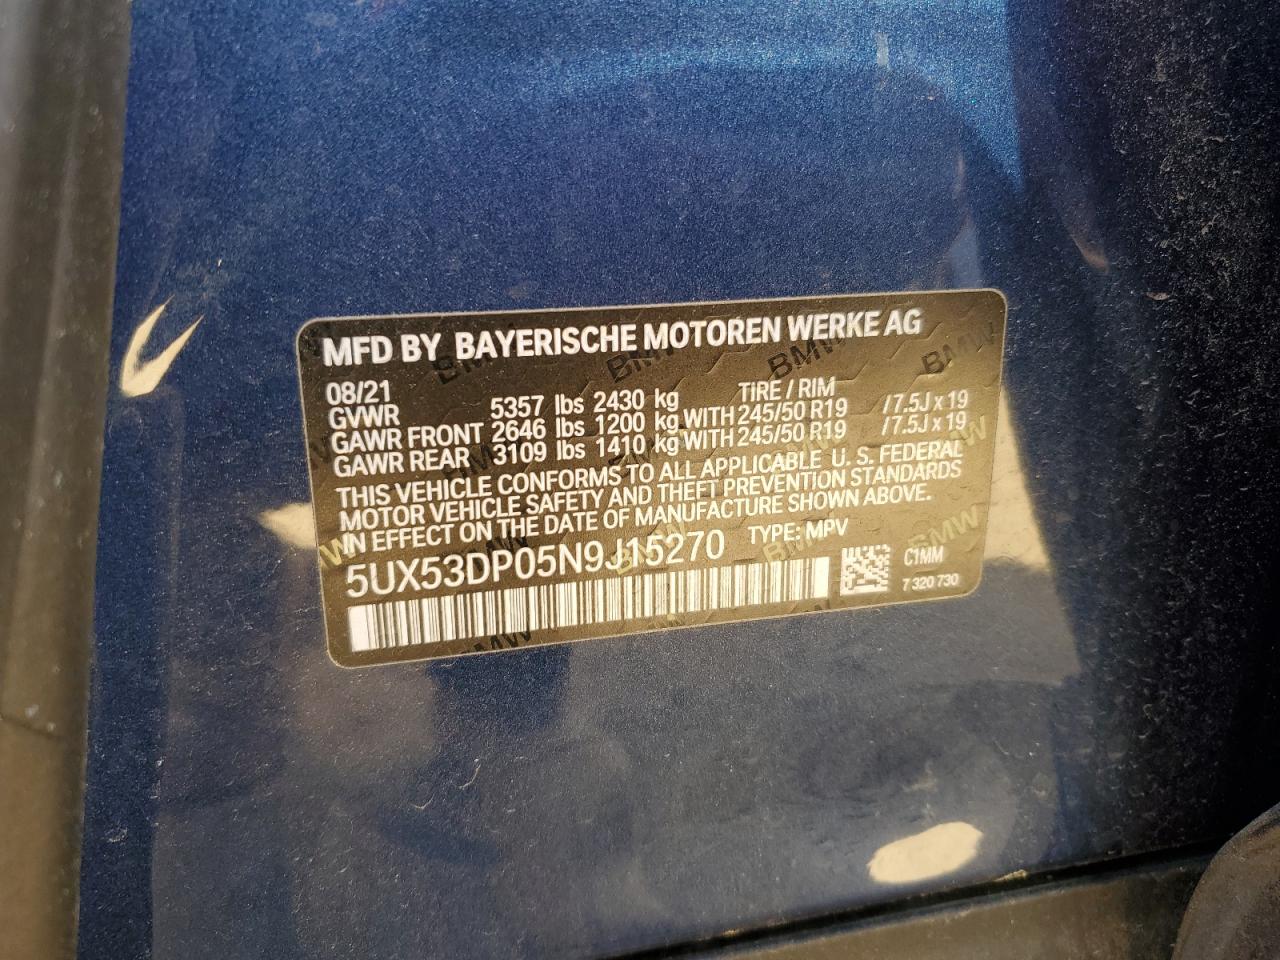 MFD BY BAYERISCHE MOTOREN WERKE AG
08/21 TIRE / RIM
GVWR 5357 lbs 2430 kg
GAWR FRONT 2646 lbs 1200 kg WITH 245/50 R19 / 7.5J x 19
GAWR REAR 3109 lbs 1410 kg WITH 245/50 R19 / 7.5J x 19
THIS VEHICLE CONFORMS TO ALL APPLICABLE U. S. FEDERAL
MOTOR VEHICLE SAFETY AND THEFT PREVENTION STANDARDS
IN EFFECT ON THE DATE OF MANUFACTURE SHOWN ABOVE.
5UX53DP05N9J15270 TYPE: MPV
C1MM
7 320 730